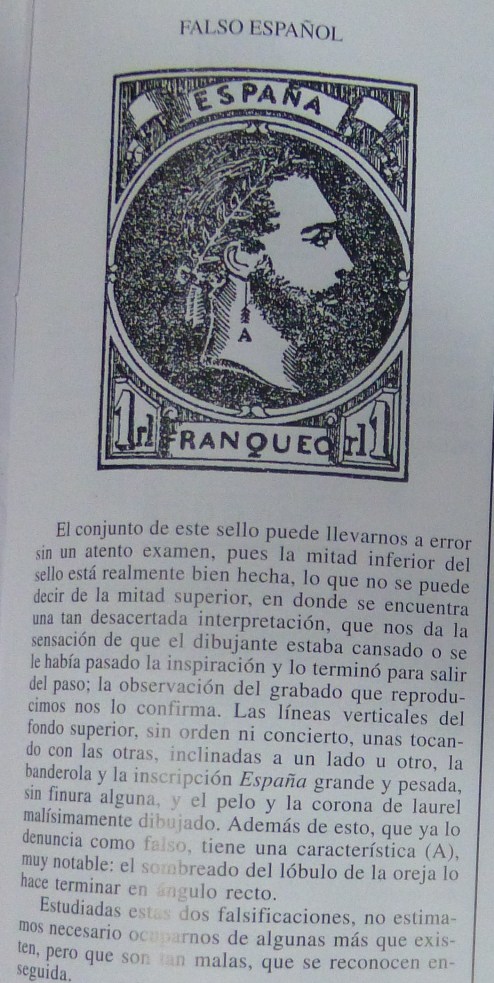 FALSO ESPAÑOL
ESPAÑA
A
1rl FRANQUEO rl1
El conjunto de este sello puede llevarnos a error
sin un atento examen, pues la mitad inferior del
sello está realmente bien hecha, lo que no se puede
decir de la mitad superior, en donde se encuentra
una tan desacertada interpretación, que nos da la
sensación de que el dibujante estaba cansado o se
le había pasado la inspiración y lo terminó para salir
del paso; la observación del grabado que reprodu-
cimos nos lo confirma. Las líneas verticales del
fondo superior, sin orden ni concierto, unas tocan-
do con las otras, inclinadas a un lado u otro, la
banderola y la inscripción España grande y pesada,
sin finura alguna, y el pelo y la corona de laurel
malísimamente dibujado. Además de esto, que ya lo
denuncia como falso, tiene una característica (A),
muy notable: el sombreado del lóbulo de la oreja lo
hace terminar en ángulo recto.
Estudiadas estas dos falsificaciones, no estima-
mos necesario ocuparnos de algunas más que exis-
ten, pero que son tan malas, que se reconocen en-
seguida.